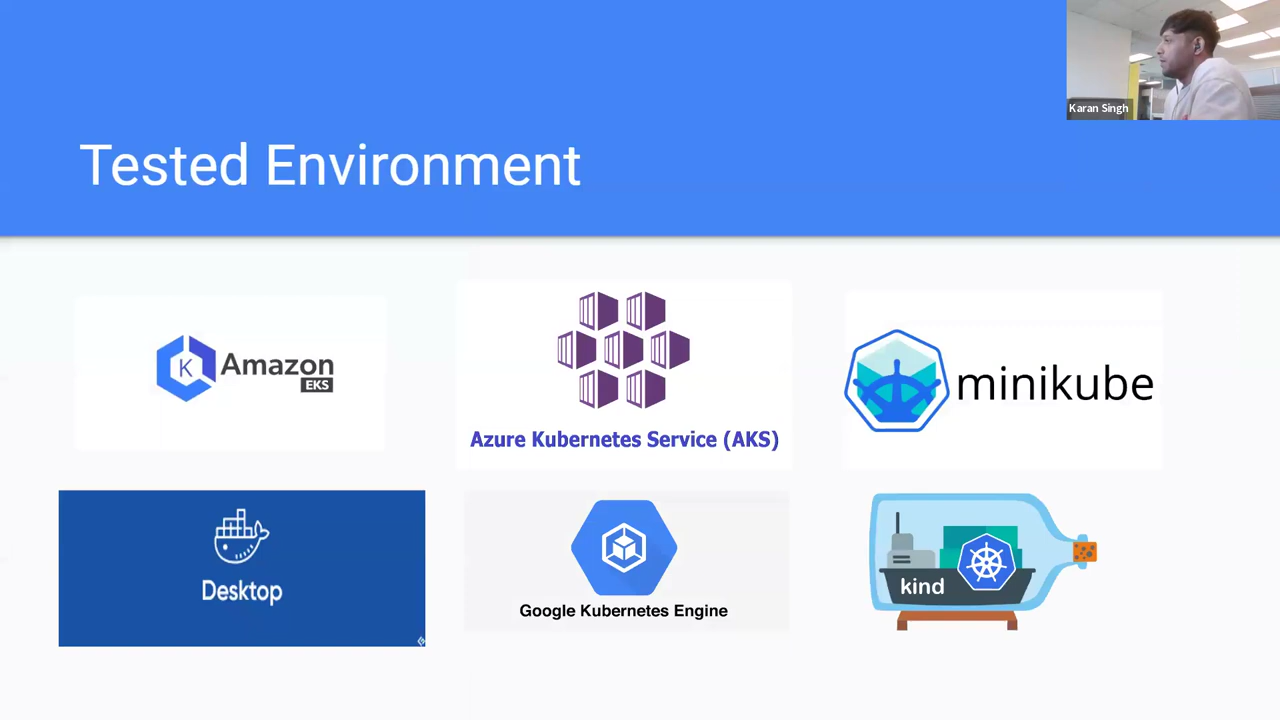 Karan Singh
Tested Environment
K
Amazon
EKS
Azure Kubernetes Service (AKS)
minikube
Desktop
Google Kubernetes Engine
kind